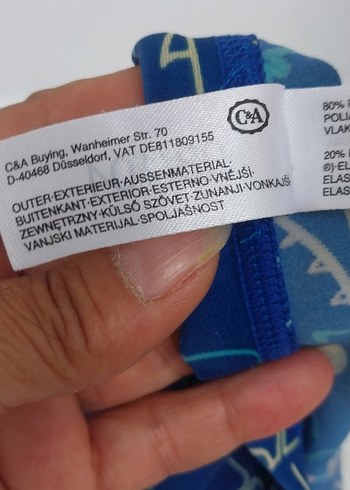 C&A
C&A Buying, Wanheimer Str. 70
D-40468 Düsseldorf, VAT DE811809155
OUTER·EXTERIEUR·AUSSENMATERIAL·
BUITENKANT·EXTERIOR·ESTERNO·VNĚJŠÍ·
ZEWNĘTRZNY·KÜLSŐ SZÖVET·ZUNANJI·VONKAJŠ
VANJSKI MATERIJAL·SPOLJAŠNOST
80%
POLIA
VLAK
20%
ELAS
ELAS